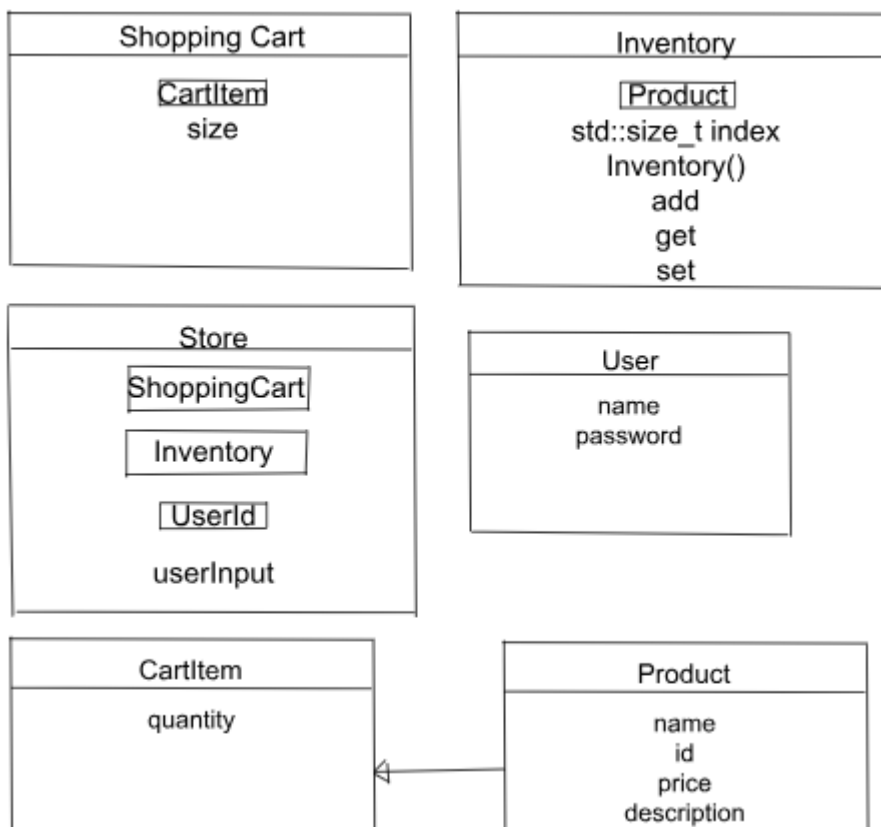 Shopping Cart
CartItem
size
Inventory
Product
std::size_t index
Inventory()
add
get
set
Store
ShoppingCart
Inventory
UserId
userInput
User
name
password
CartItem
quantity
Product
name
id
price
description